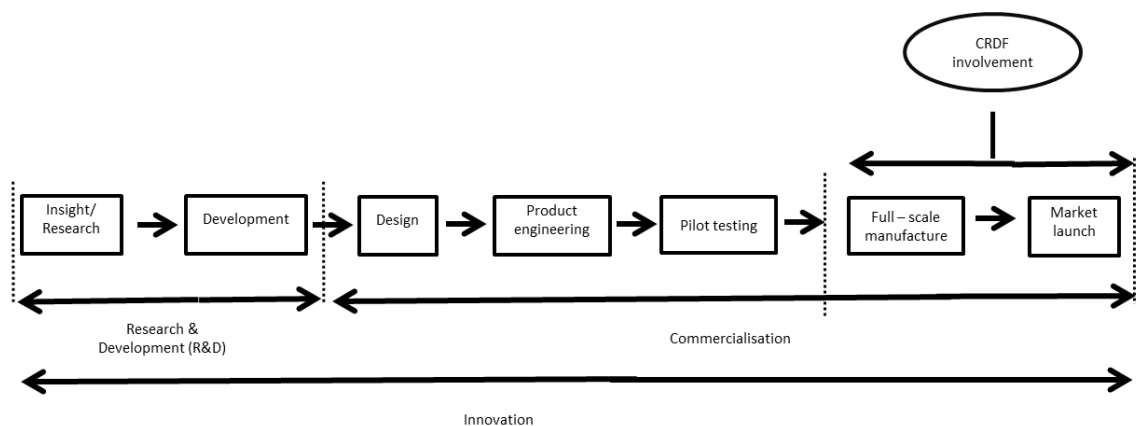 CRDF
involvement
Insight/
Research
Development
Design
Product
engineering
Pilot testing
Full – scale
manufacture
Market
launch
Research &
Development (R&D)
Commercialisation
Innovation